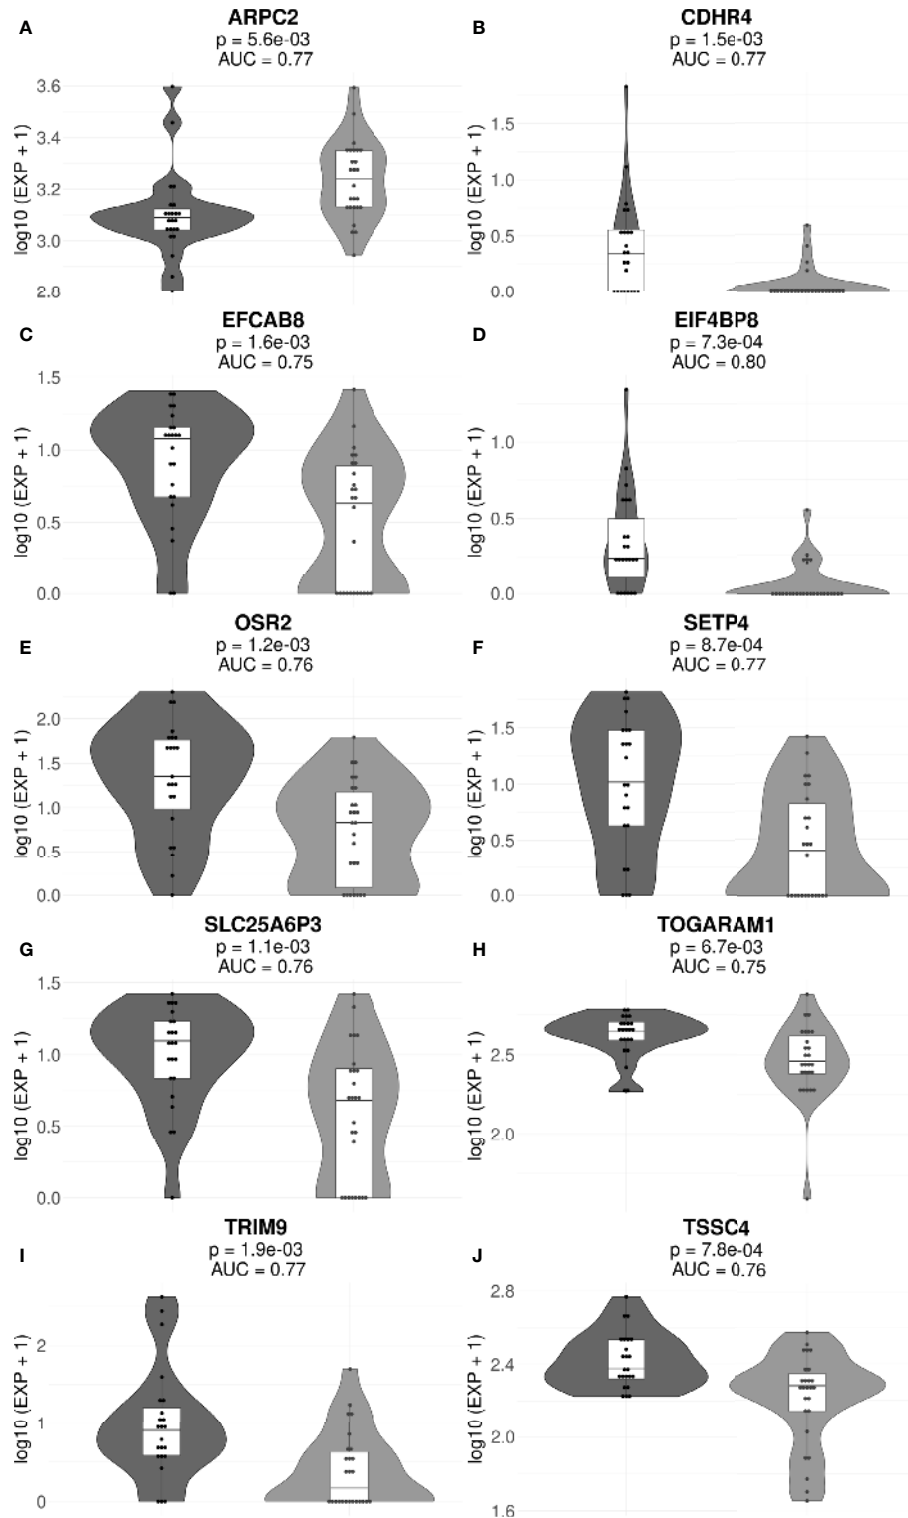 A
ARPC2
p = 5.6e-03
AUC = 0.77
log10 (EXP + 1)
3.6
3.4
3.2
3.0
2.8
B
CDHR4
p = 1.5e-03
AUC = 0.77
log10 (EXP + 1)
1.5
1.0
0.5
0.0
C
EFCAB8
p = 1.6e-03
AUC = 0.75
log10 (EXP + 1)
1.5
1.0
0.5
0.0
D
EIF4BP8
p = 7.3e-04
AUC = 0.80
log10 (EXP + 1)
1.0
0.5
0.0
E
OSR2
p = 1.2e-03
AUC = 0.76
log10 (EXP + 1)
2.0
1.5
1.0
0.5
0.0
F
SETP4
p = 8.7e-04
AUC = 0.77
log10 (EXP + 1)
1.5
1.0
0.5
0.0
G
SLC25A6P3
p = 1.1e-03
AUC = 0.76
log10 (EXP + 1)
1.5
1.0
0.5
0.0
H
TOGARAM1
p = 6.7e-03
AUC = 0.75
log10 (EXP + 1)
2.5
2.0
I
TRIM9
p = 1.9e-03
AUC = 0.77
log10 (EXP + 1)
2
1
0
J
TSSC4
p = 7.8e-04
AUC = 0.76
log10 (EXP + 1)
2.8
2.4
2.0
1.6